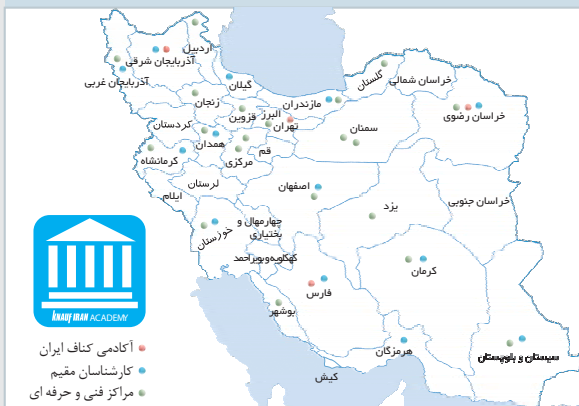 اردبیل
آذربایجان شرقی
آذربایجان غربی
گیلان
زنجان
مازندران
گلستان
خراسان شمالی
خراسان رضوی
البرز
قزوین
تهران
سمنان
کردستان
همدان
قم
مرکزی
کرمانشاه
لرستان
ایلام
اصفهان
یزد
خراسان جنوبی
چهارمهال و
بختیاری
خوزستان
کهکلویه و بویراحمد
کرمان
فارس
بوشهر
هرمزگان
سیستان و بلوچستان
کیش
KNAUF IRAN ACADEMY
آکادمی کناف ایران
کارشناسان مقیم
مراکز فنی و حرفه ای